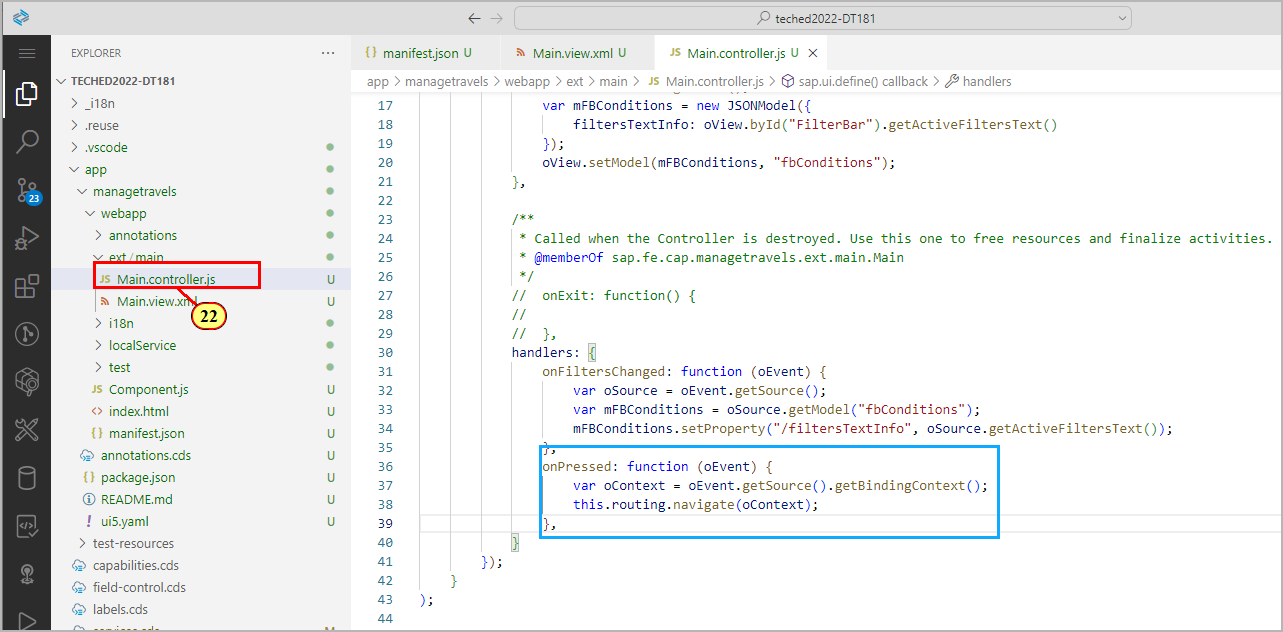 teched2022-DT181
EXPLORER
TECHED2022-DT181
_i18n
.reuse
.vscode
app
managetravels
webapp
annotations
ext / main
Main.controller.js U
Main.view.xml U
22
i18n
localService
test
Component.js U
index.html U
manifest.json U
annotations.cds U
package.json U
README.md U
ui5.yaml U
test-resources
capabilities.cds
field-control.cds
labels.cds
23
manifest.json U
Main.view.xml U
JS Main.controller.js U
app > managetravels > webapp > ext > main > JS Main.controller.js > sap.ui.define() callback > handlers
17 var mFBConditions = new JSONModel({
18 filtersTextInfo: oView.byId("FilterBar").getActiveFiltersText()
19 });
20 oView.setModel(mFBConditions, "fbConditions");
21 },
22
23 /**
24 * Called when the Controller is destroyed. Use this one to free resources and finalize activities.
25 * @memberOf sap.fe.cap.managetravels.ext.main.Main
26 */
27 // onExit: function() {
28 //
29 // },
30 handlers: {
31 onFiltersChanged: function (oEvent) {
32 var oSource = oEvent.getSource();
33 var mFBConditions = oSource.getModel("fbConditions");
34 mFBConditions.setProperty("/filtersTextInfo", oSource.getActiveFiltersText());
35 },
36 onPressed: function (oEvent) {
37 var oContext = oEvent.getSource().getBindingContext();
38 this.routing.navigate(oContext);
39 },
40 }
41 });
42 }
43 );
44